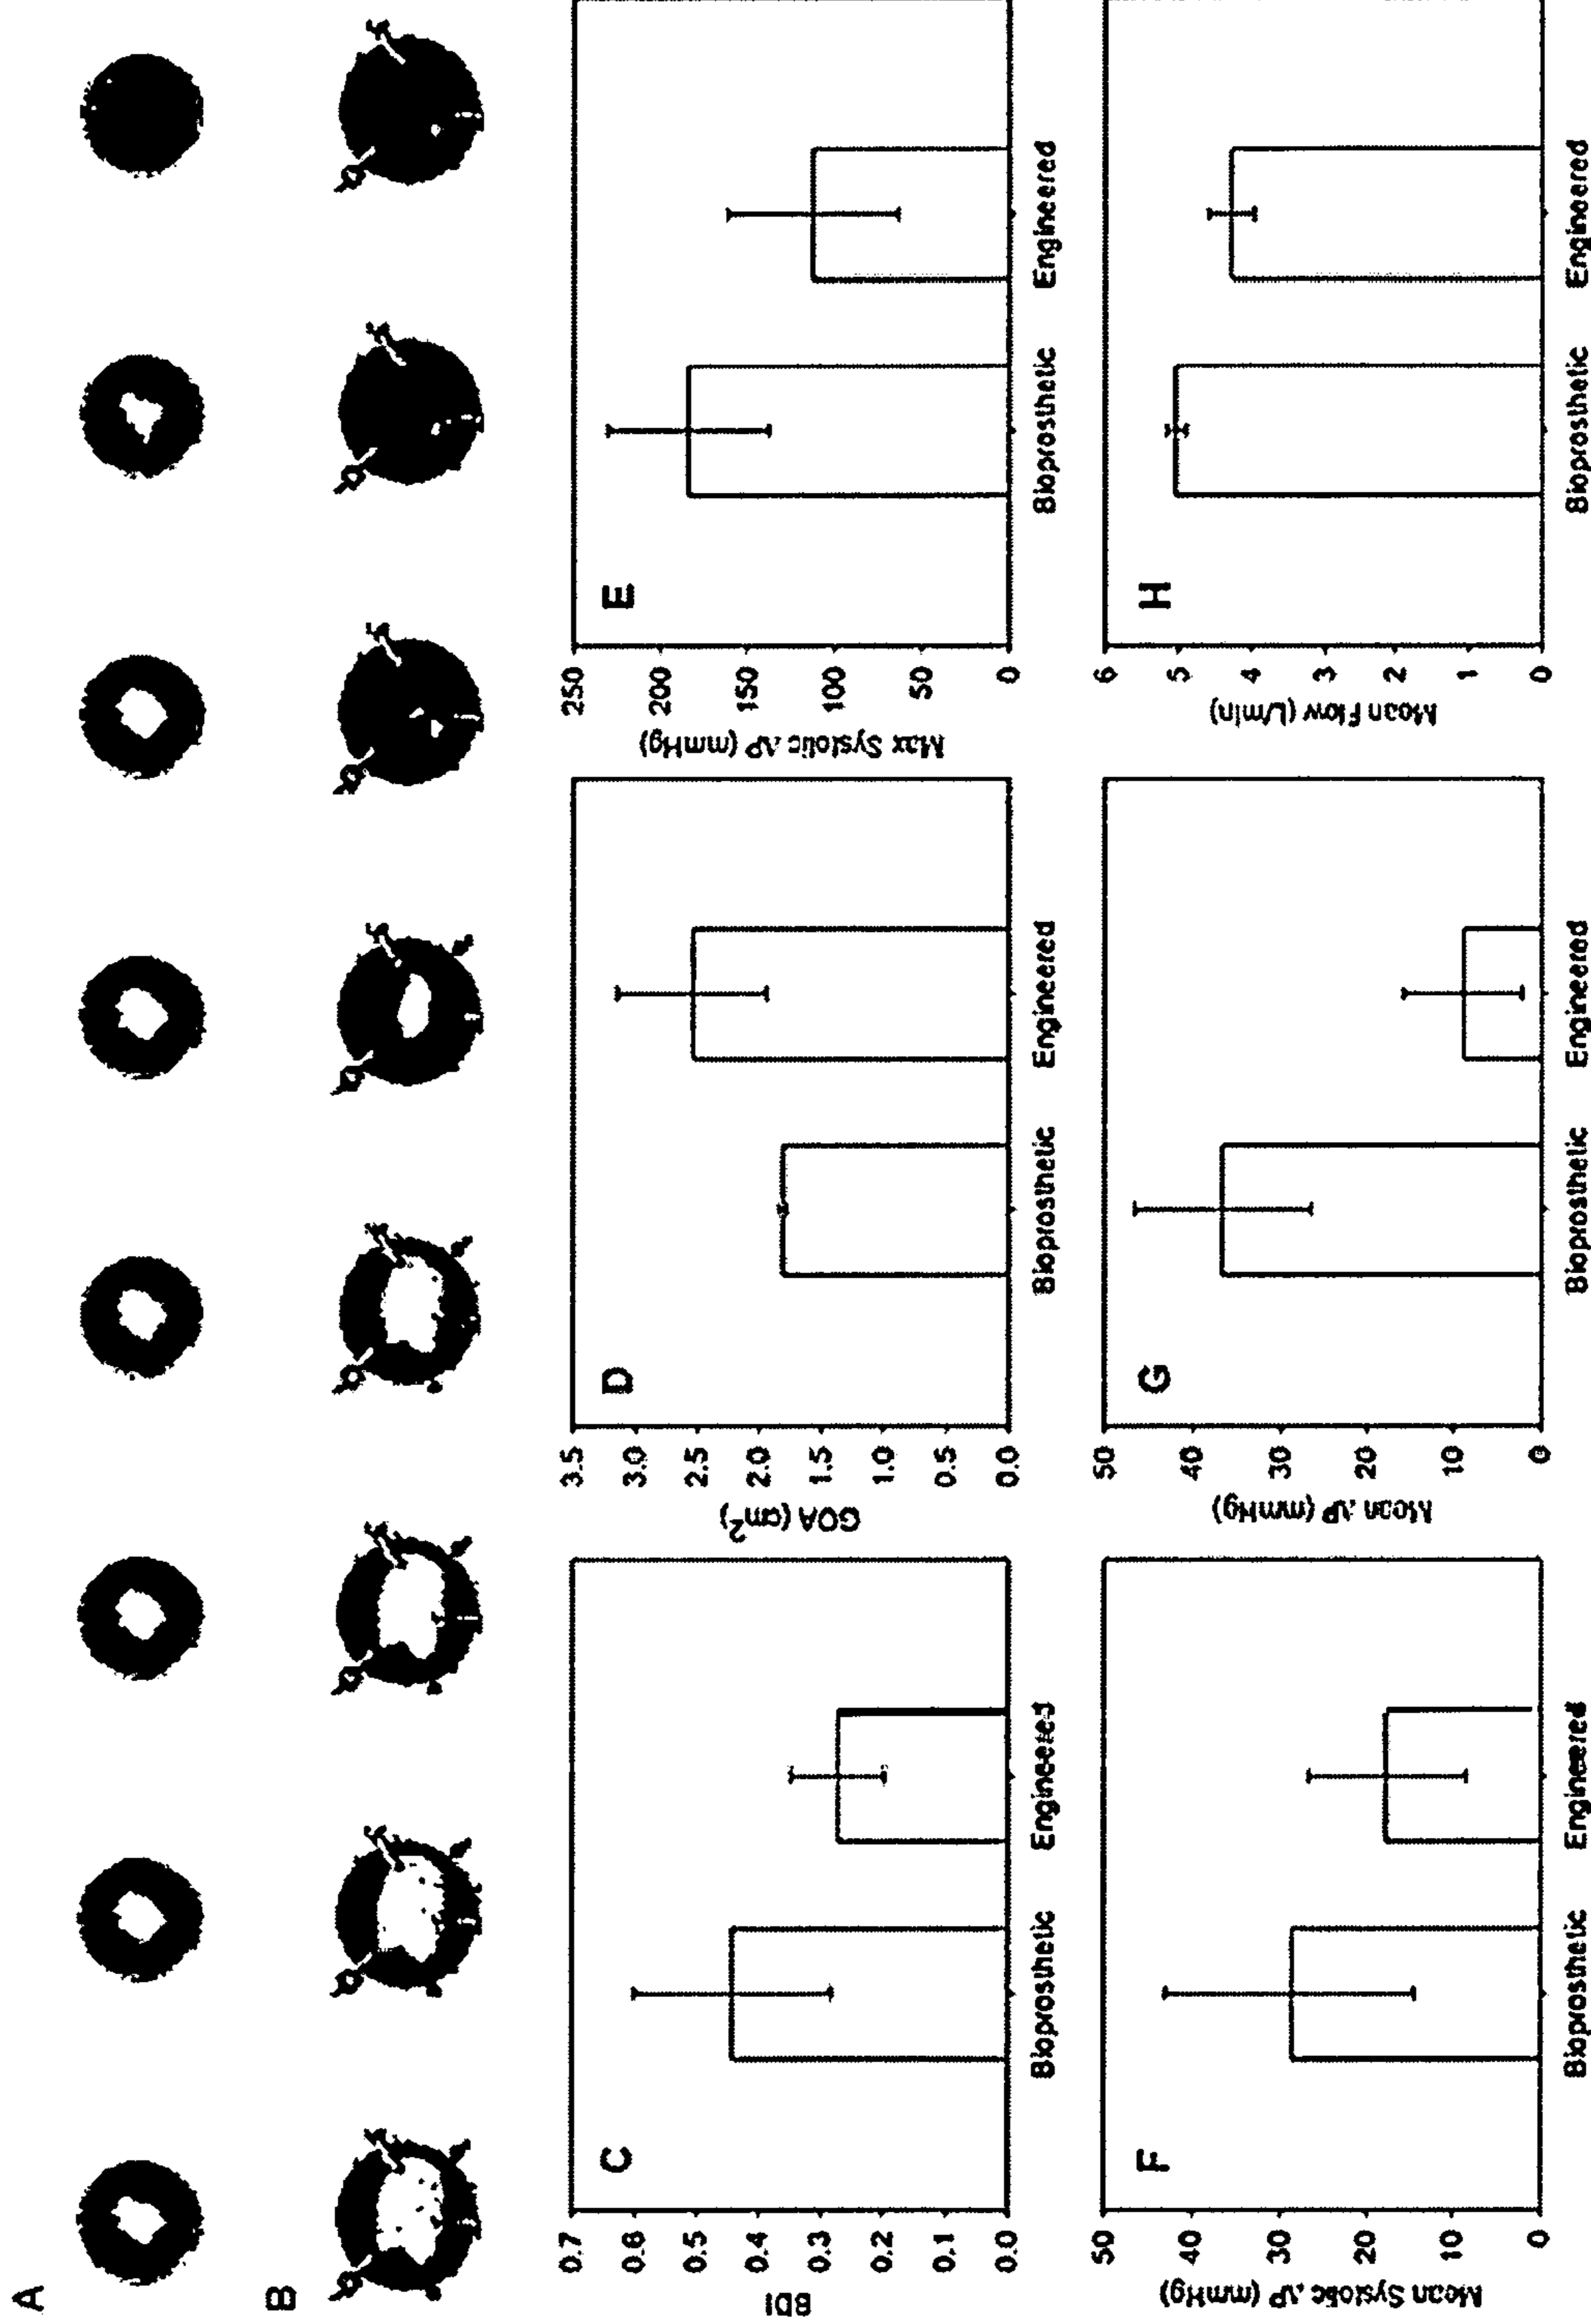 A
B
C
0.7
0.6
0.5
0.4
0.3
0.2
0.1
0.0
BDI
Bioprosthetic
Engineered
D
3.5
3.0
2.5
2.0
1.5
1.0
0.5
0.0
GOA (cm²)
Bioprosthetic
Engineered
E
250
200
150
100
50
0
Max Systolic ΔP (mmHg)
Bioprosthetic
Engineered
F
50
40
30
20
10
0
Mean Systolic ΔP (mmHg)
Bioprosthetic
Engineered
G
50
40
30
20
10
0
Mean ΔP (mmHg)
Bioprosthetic
Engineered
H
6
5
4
3
2
1
0
Mean Flow (L/min)
Bioprosthetic
Engineered